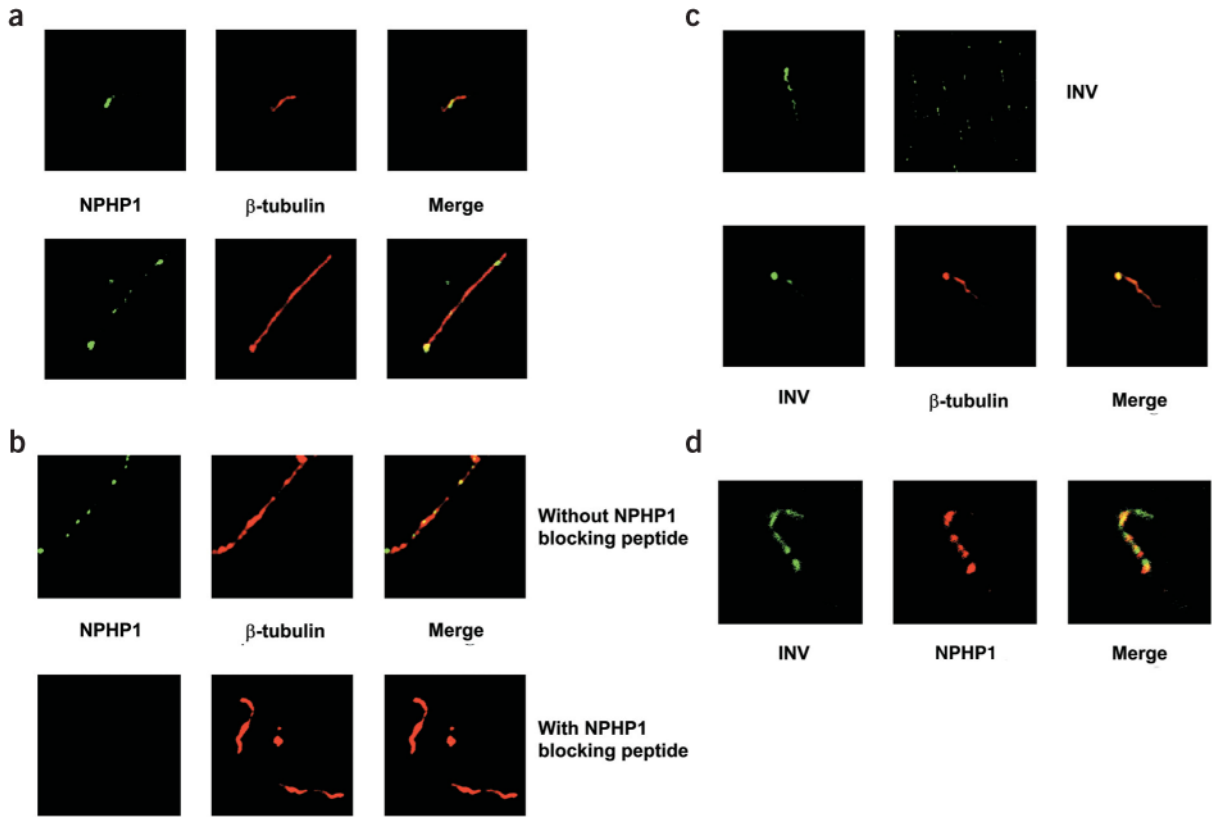 a
NPHP1 β-tubulin Merge
b
Without NPHP1
blocking peptide
NPHP1 β-tubulin Merge
With NPHP1
blocking peptide
c
INV
INV β-tubulin Merge
d
INV NPHP1 Merge